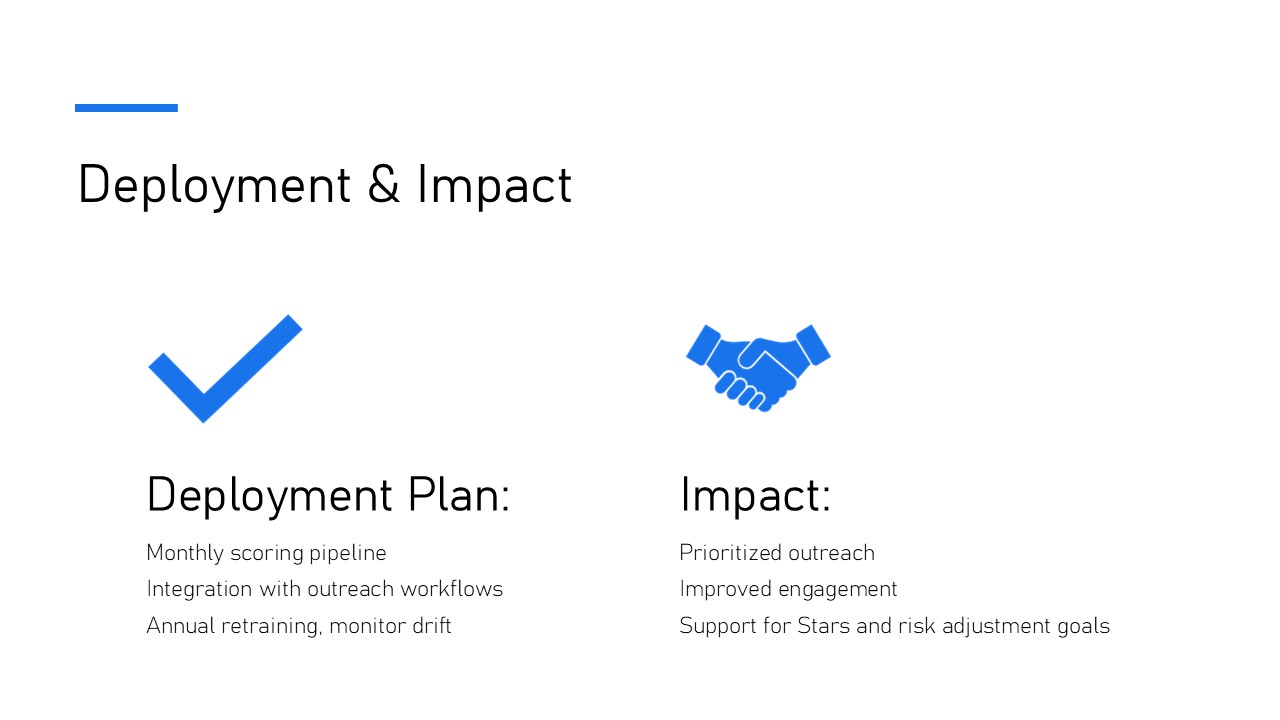 Deployment & Impact
Deployment Plan:
Monthly scoring pipeline
Integration with outreach workflows
Annual retraining, monitor drift
Impact:
Prioritized outreach
Improved engagement
Support for Stars and risk adjustment goals